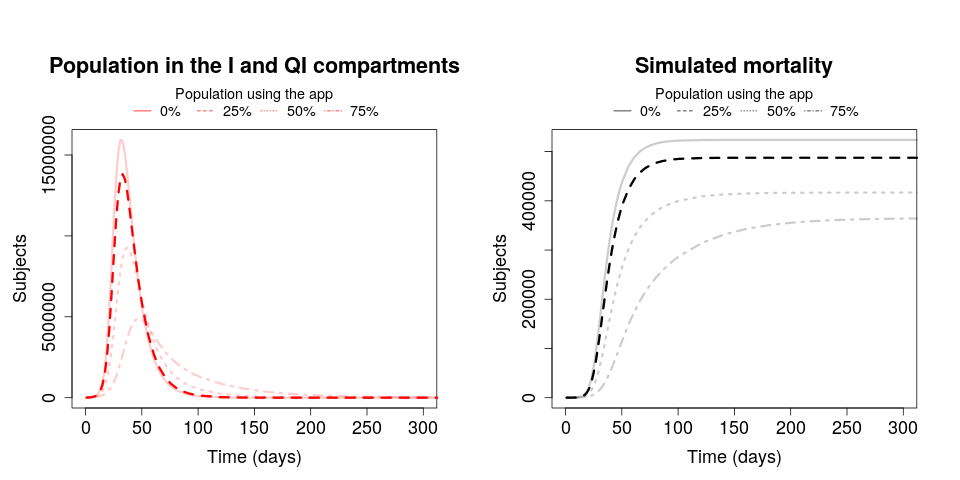 Population in the I and QI compartments
Population using the app
0% 25% 50% 75%
Subjects
15000000
5000000
0
0 50 100 150 200 250 300
Time (days)
Simulated mortality
Population using the app
0% 25% 50% 75%
Subjects
400000
200000
0
0 50 100 150 200 250 300
Time (days)